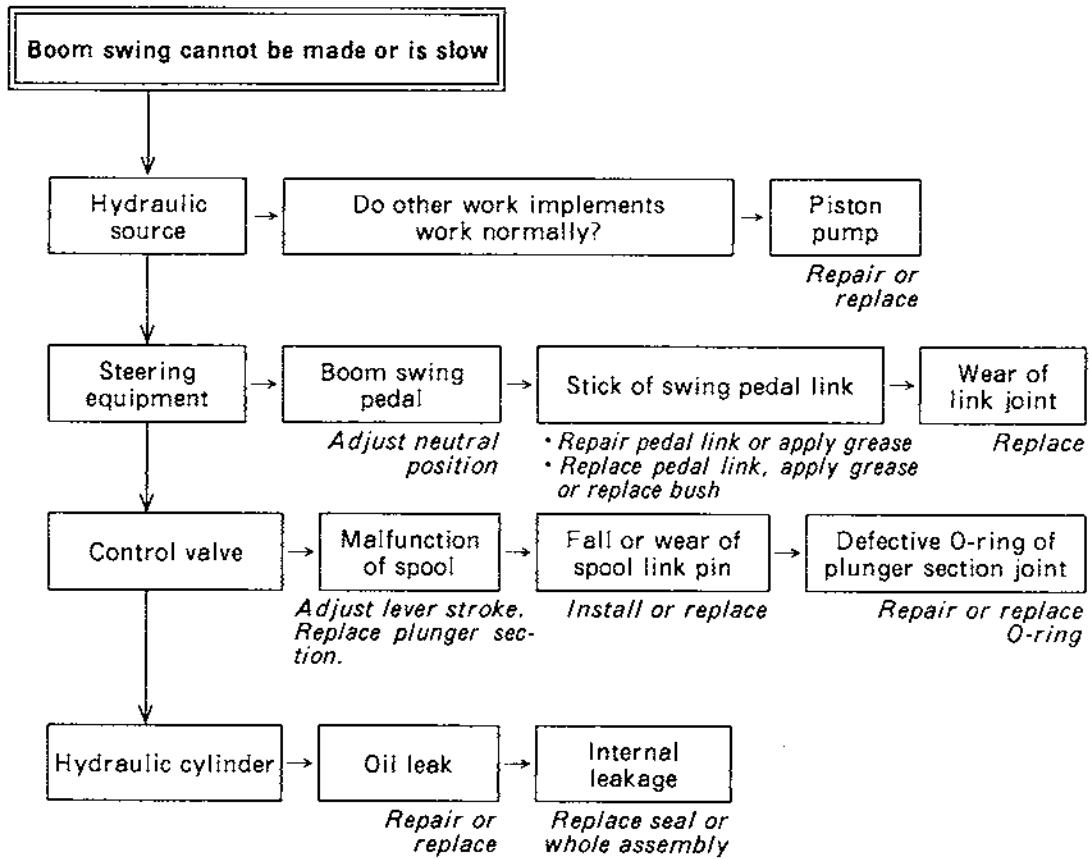 Boom swing cannot be made or is slow
Hydraulic
source
Do other work implements
work normally?
Piston
pump
Repair or
replace
Steering
equipment
Boom swing
pedal
Adjust neutral
position
Stick of swing pedal link
• Repair pedal link or apply grease
• Replace pedal link, apply grease
or replace bush
Wear of
link joint
Replace
Control valve
Malfunction
of spool
Adjust lever stroke.
Replace plunger sec-
tion.
Fall or wear of
spool link pin
Install or replace
Defective O-ring of
plunger section joint
Repair or replace
O-ring
Hydraulic cylinder
Oil leak
Repair or
replace
Internal
leakage
Replace seal or
whole assembly